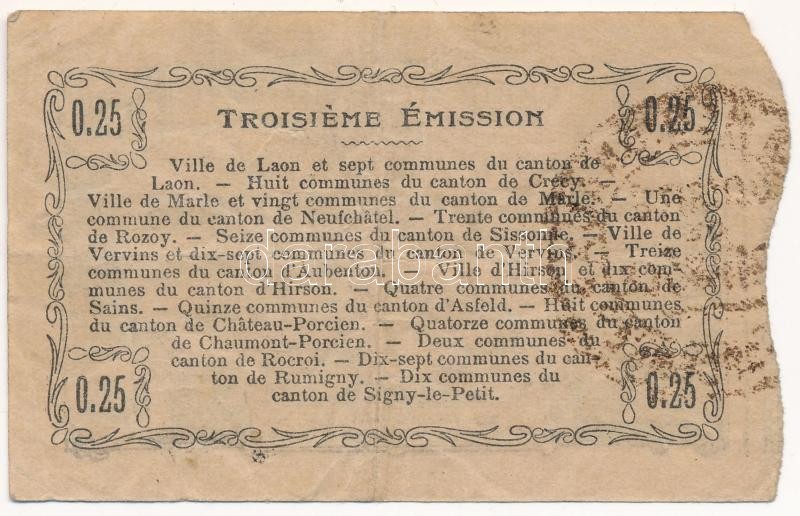 0.25
TROISIÈME ÉMISSION
0.25
Ville de Laon et sept communes du canton de
Laon. — Huit communes du canton de Crécy. —
Ville de Marle et vingt communes du canton de Marle. — Une
commune du canton de Neufchâtel. — Trente communes du canton
de Rozoy. — Seize communes du canton de Sissonne. — Ville de
Vervins et dix-sept communes du canton de Vervins. — Treize
communes du canton d'Aubenton. — Ville d'Hirson et dix com-
munes du canton d'Hirson. — Quatre communes du canton de
Sains. — Quinze communes du canton d'Asfeld. — Huit communes
du canton de Château-Porcien. — Quatorze communes du canton
de Chaumont-Porcien. — Deux communes du
canton de Rocroi. — Dix-sept communes du can-
ton de Rumigny. — Dix communes du
canton de Signy-le-Petit.
0.25
0.25
databahn